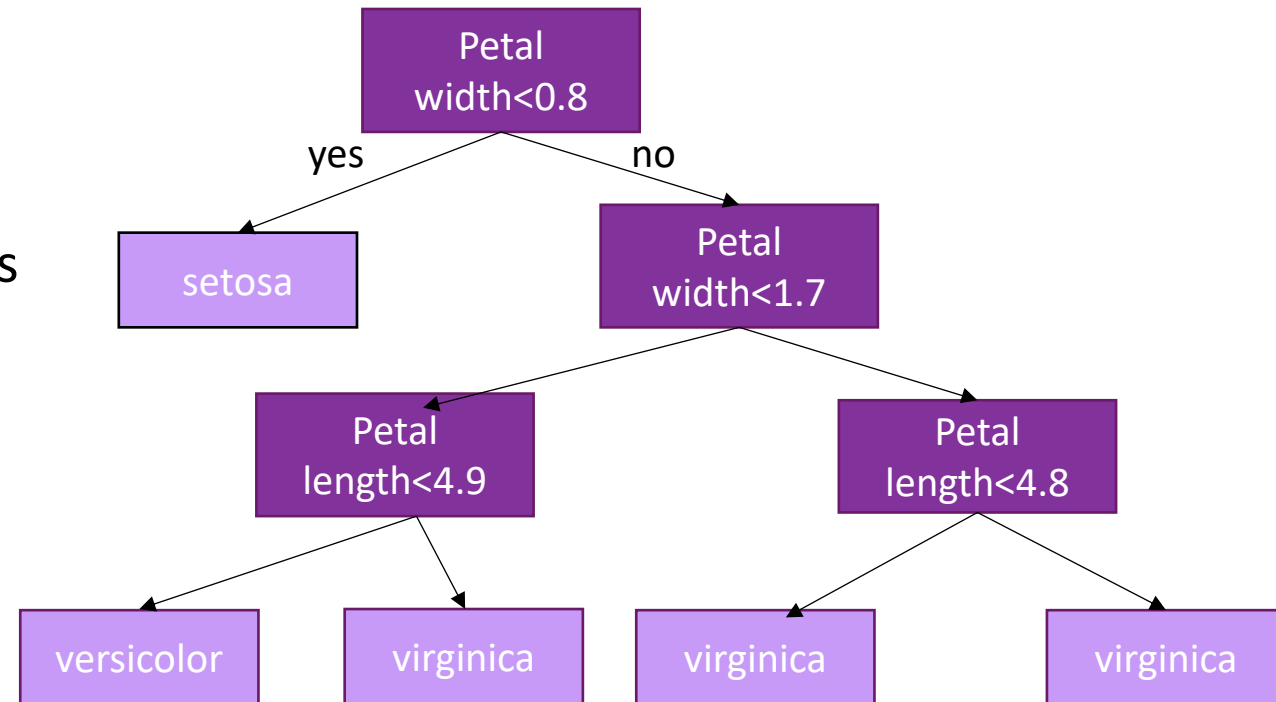 Petal
width<0.8
yes
no
s
setosa
Petal
width<1.7
Petal
length<4.9
Petal
length<4.8
versicolor
virginica
virginica
virginica